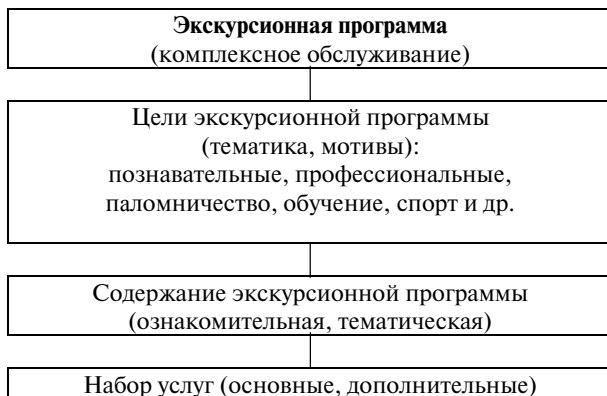 Экскурсионная программа
(комплексное обслуживание)
Цели экскурсионной программы
(тематика, мотивы):
познавательные, профессиональные,
паломничество, обучение, спорт и др.
Содержание экскурсионной программы
(ознакомительная, тематическая)
Набор услуг (основные, дополнительные)